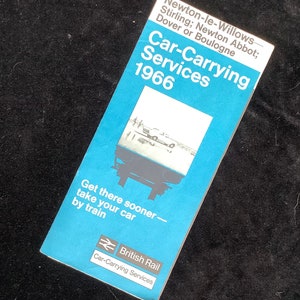 Newton-le-Willows—
Stirling; Newton Abbot;
Dover or Boulogne
Car-Carrying
Services
1966
Get there sooner—
take your car
by train
British Rail
Car-Carrying Services